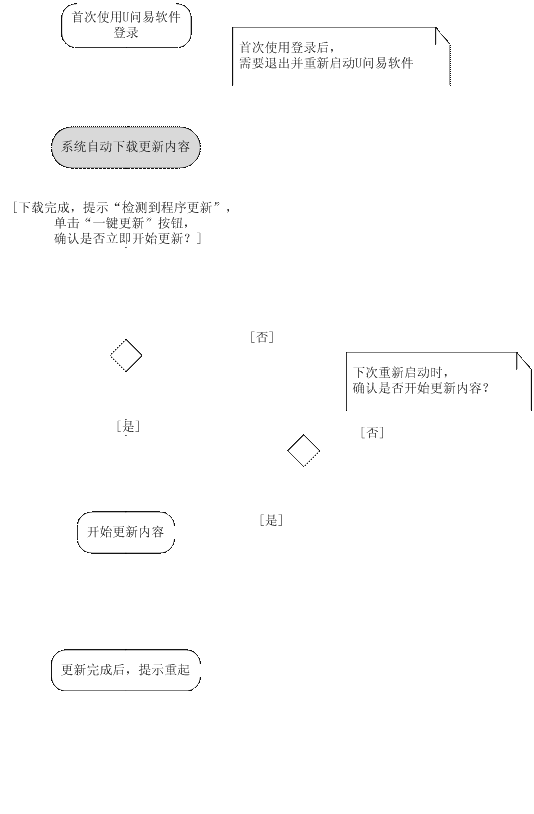 首次使用U问易软件
登录
首次使用登录后，
需要退出并重新启动U问易软件
系统自动下载更新内容
[下载完成，提示“检测到程序更新”，
单击“一键更新”按钮，
确认是否立即开始更新？]
[否]
下次重新启动时，
确认是否开始更新内容？
[是]
[否]
开始更新内容
[是]
更新完成后，提示重起